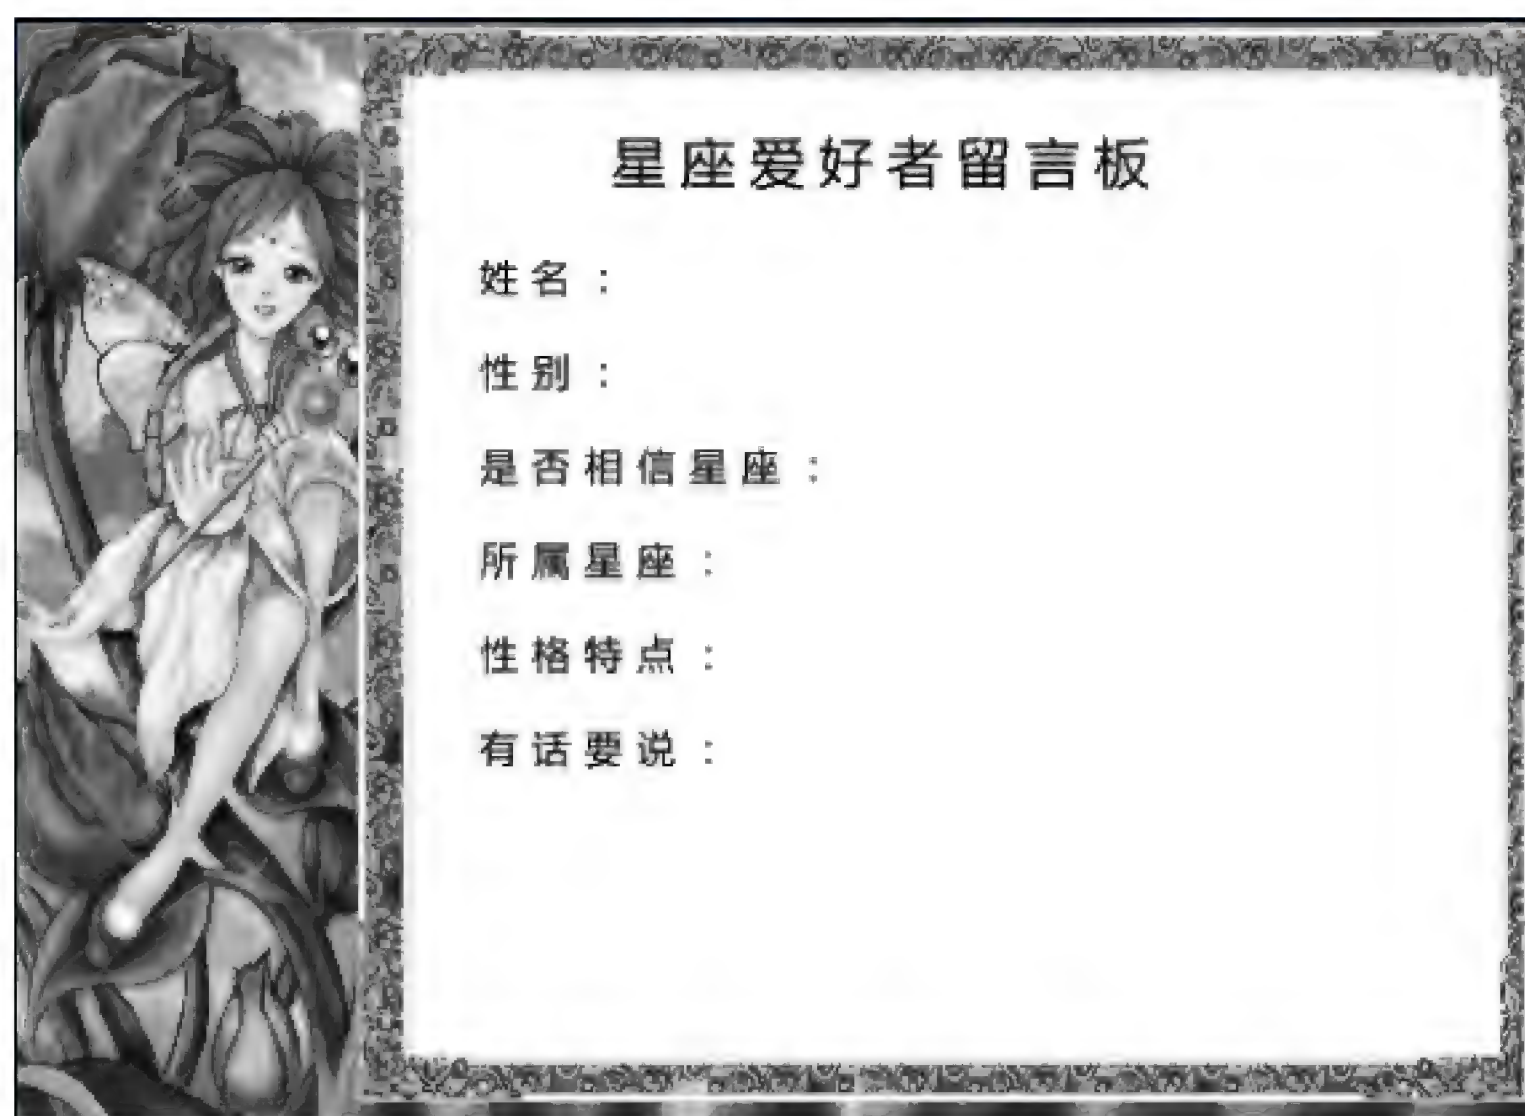 星座爱好者留言板
姓名：
性别：
是否相信星座：
所属星座：
性格特点：
有话要说：